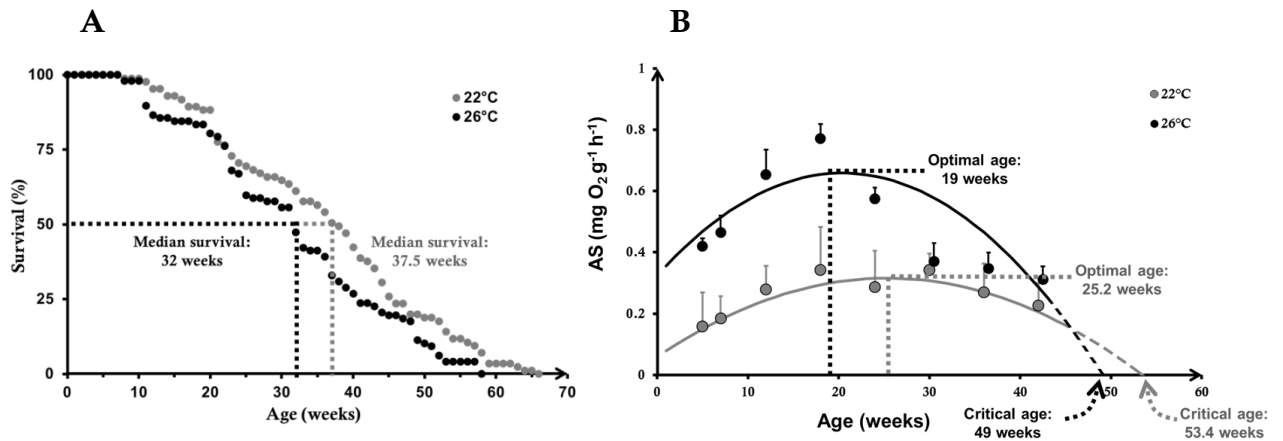 A
B
100
75
50
25
0
Survival (%)
22°C
26°C
Median survival:
32 weeks
Median survival:
37.5 weeks
0 10 20 30 40 50 60 70
Age (weeks)
1
0.8
0.6
0.4
0.2
0
AS (mg O₂ g⁻¹ h⁻¹)
22°C
26°C
Optimal age:
19 weeks
Optimal age:
25.2 weeks
0 10 20 30 40 50 60
Age (weeks)
Critical age:
49 weeks
Critical age:
53.4 weeks